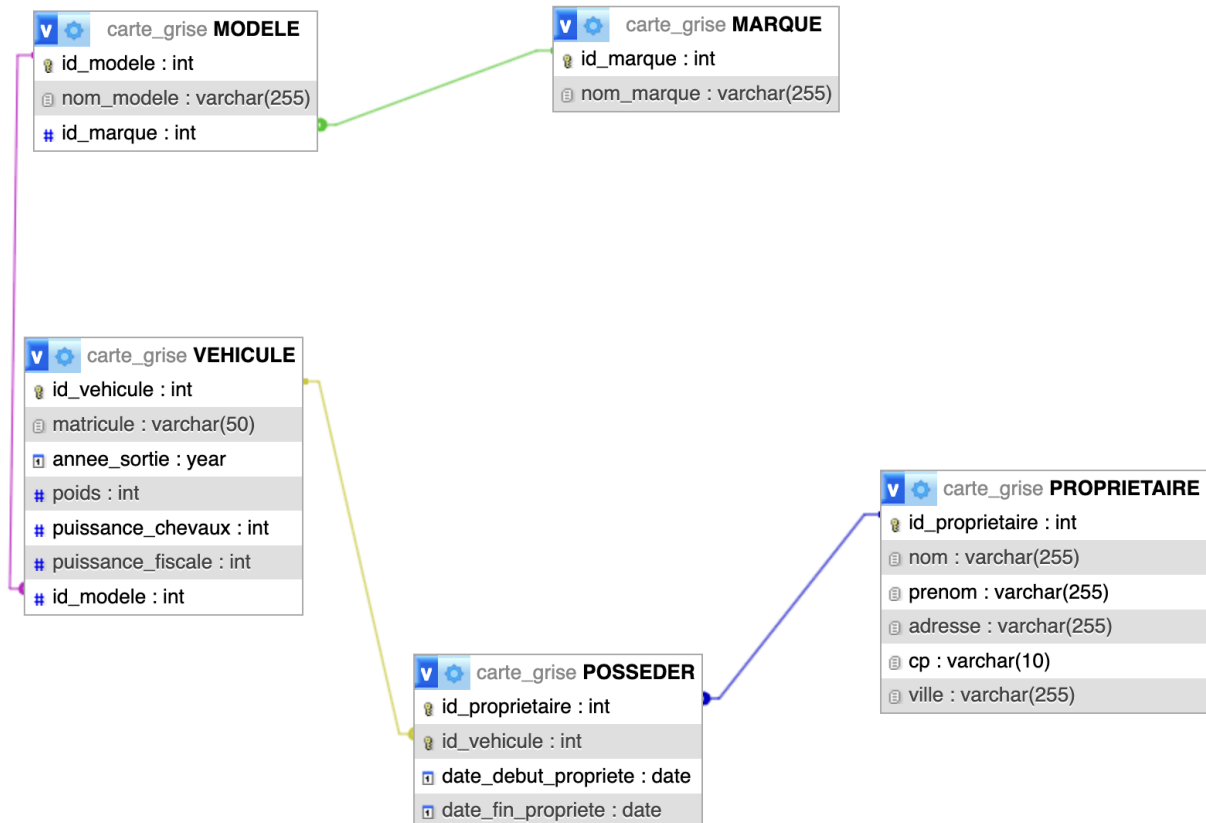 carte_grise MODELE
id_modele : int
nom_modele : varchar(255)
id_marque : int
carte_grise MARQUE
id_marque : int
nom_marque : varchar(255)
carte_grise VEHICULE
id_vehicule : int
matricule : varchar(50)
annee_sortie : year
poids : int
puissance_chevaux : int
puissance_fiscale : int
id_modele : int
carte_grise POSSEDER
id_proprietaire : int
id_vehicule : int
date_debut_propriete : date
date_fin_propriete : date
carte_grise PROPRIETAIRE
id_proprietaire : int
nom : varchar(255)
prenom : varchar(255)
adresse : varchar(255)
cp : varchar(10)
ville : varchar(255)